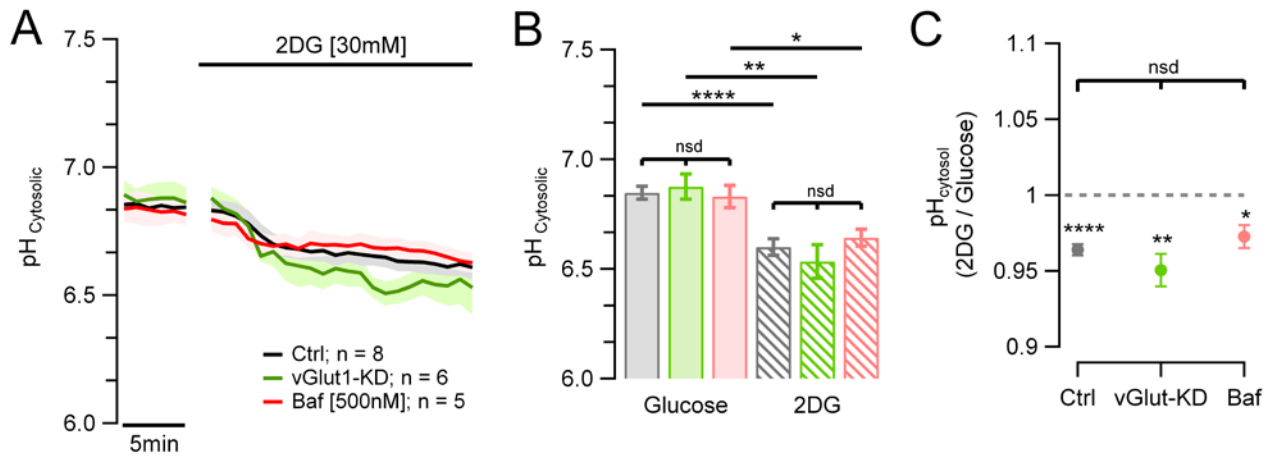 A
7.5
7.0
6.5
6.0
pH Cytosolic
2DG [30mM]
Ctrl; n = 8
vGlut1-KD; n = 6
Baf [500nM]; n = 5
5min
B
7.5
7.0
6.5
6.0
pH Cytosolic
*
**
****
nsd
nsd
Glucose
2DG
C
1.1
1.05
1
0.95
0.9
pHcytosol
(2DG / Glucose)
nsd
****
**
*
Ctrl
vGlut-KD
Baf